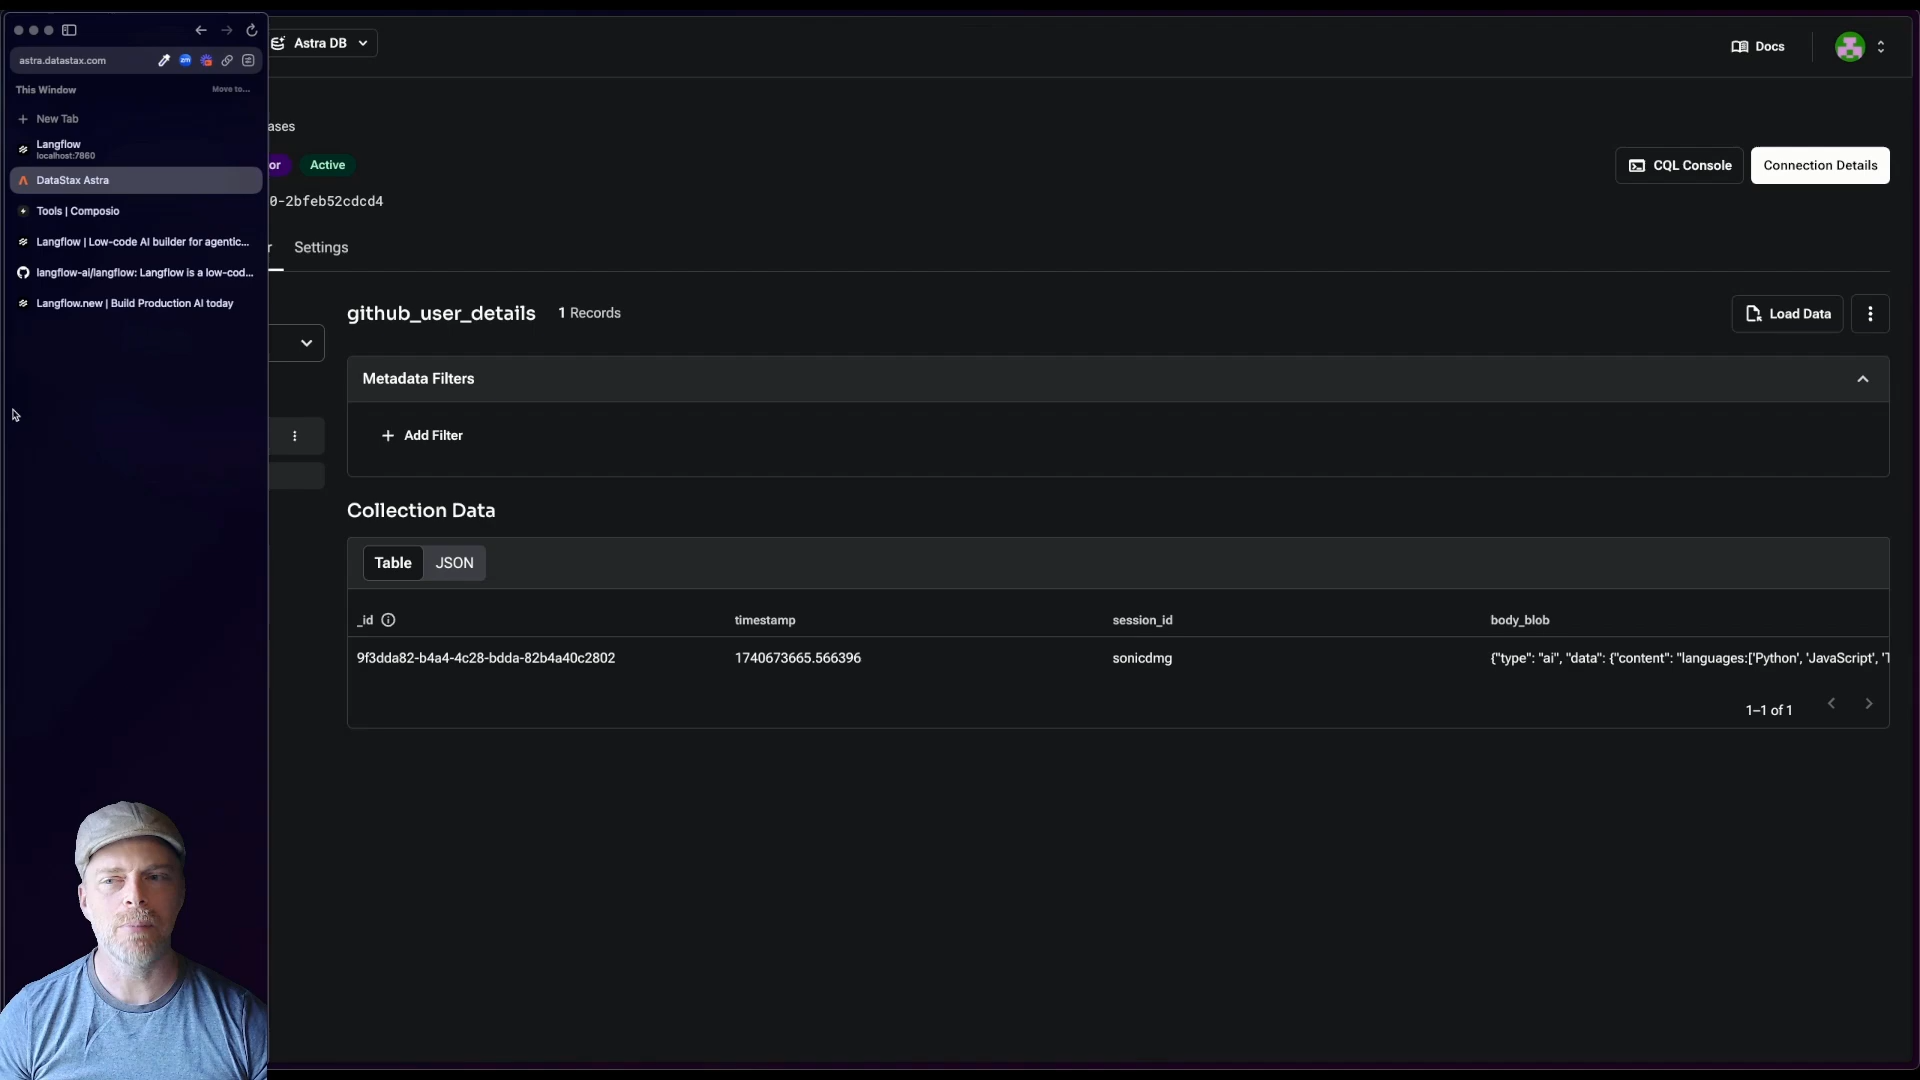 astra.datastax.com
zm
This Window
Move to...
New Tab
Langflow
localhost:7860
DataStax Astra
Tools | Composio
Langflow | Low-code AI builder for agentic...
langflow-ai/langflow: Langflow is a low-cod...
Langflow.new | Build Production AI today
Astra DB
Docs
ases
or
Active
CQL Console
Connection Details
0-2bfeb52cdcd4
r
Settings
github_user_details
1 Records
Load Data
Metadata Filters
Add Filter
Collection Data
Table
JSON
_id
timestamp
session_id
body_blob
9f3dda82-b4a4-4c28-bdda-82b4a40c2802
1740673665.566396
sonicdmg
{"type": "ai", "data": {"content": "languages:['Python', 'JavaScript', 'T
1–1 of 1